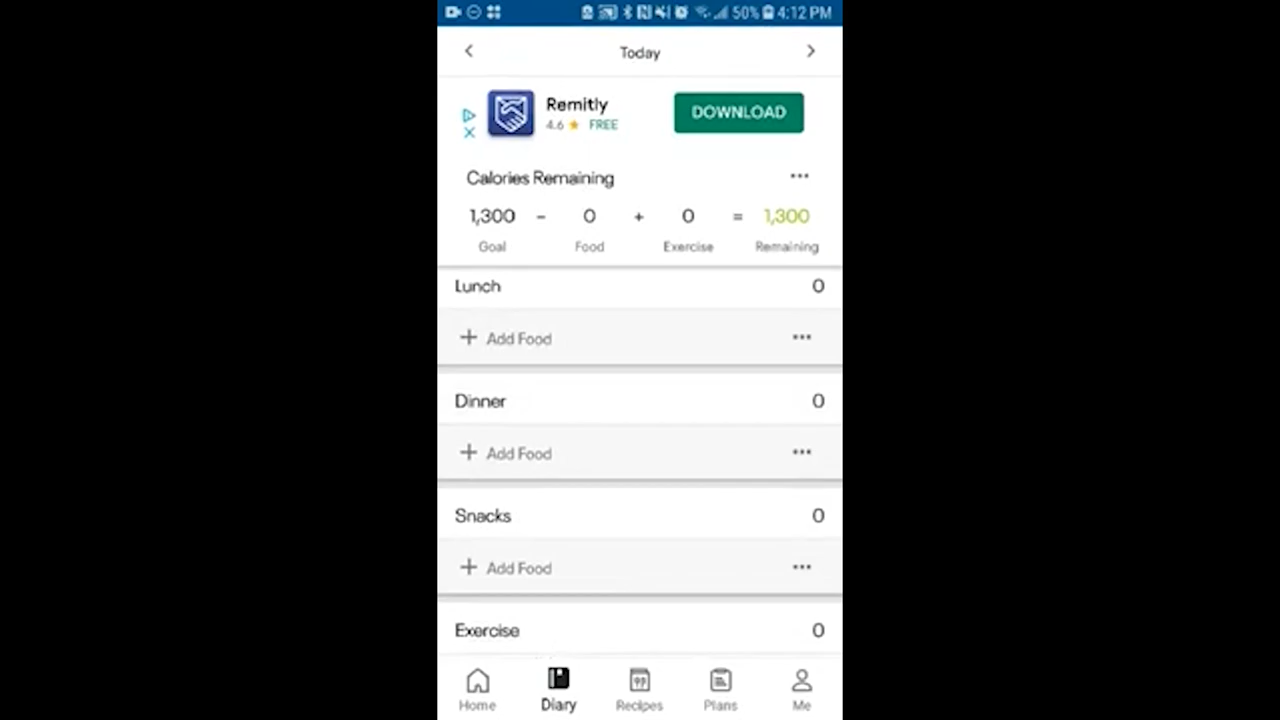 50% 4:12 PM
Today
Remitly
4.6 ★ FREE
DOWNLOAD
Calories Remaining
1,300 - 0 + 0 = 1,300
Goal Food Exercise Remaining
Lunch 0
+ Add Food
Dinner 0
+ Add Food
Snacks 0
+ Add Food
Exercise 0
Home Diary Recipes Plans Me